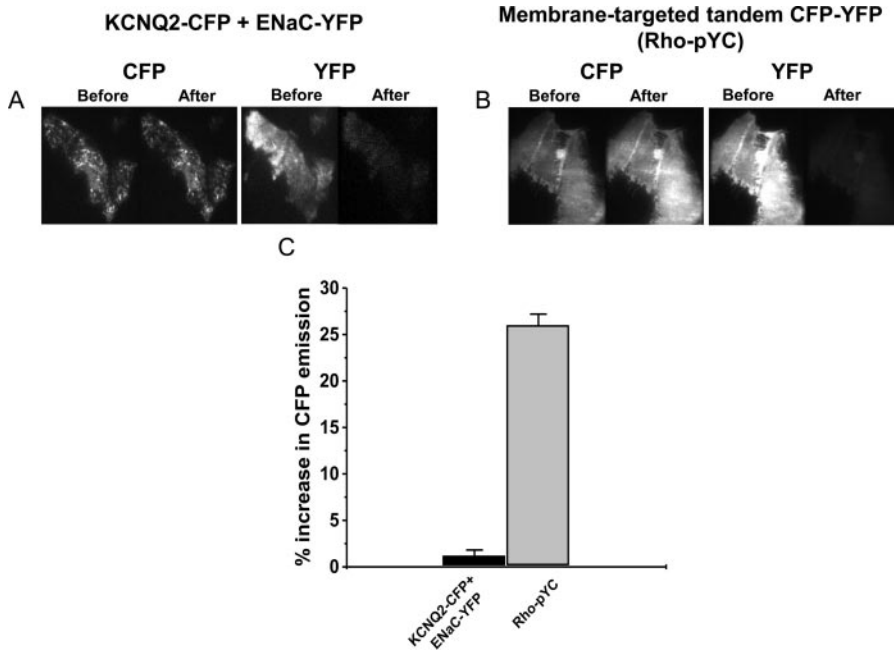 KCNQ2-CFP + ENaC-YFP
Membrane-targeted tandem CFP-YFP
(Rho-pYC)
CFP
YFP
A
Before
After
Before
After
CFP
YFP
B
Before
After
Before
After
C
% increase in CFP emission
30
25
20
15
10
5
0
KCNQ2-CFP+
ENaC-YFP
Rho-pYC